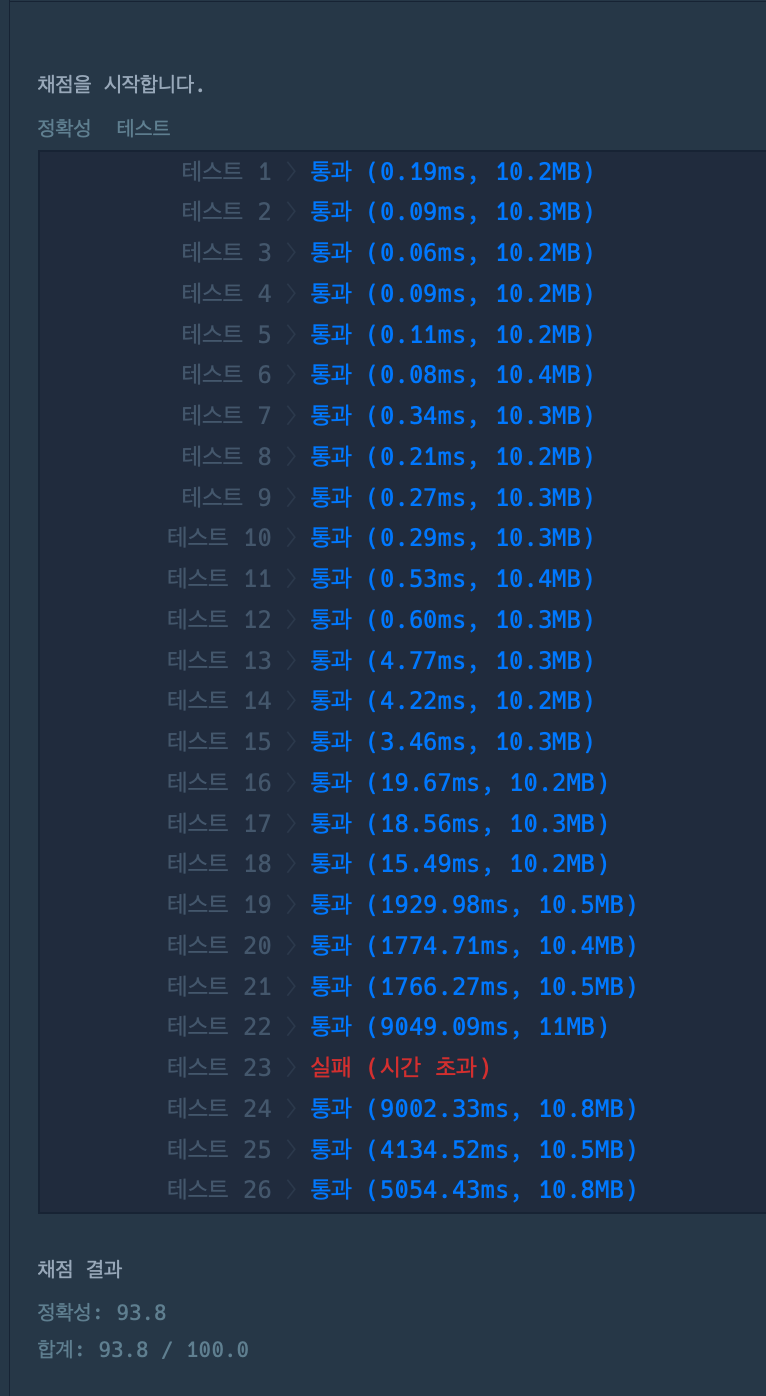 채점을 시작합니다.
정확성 테스트
테스트 1 〉 통과 (0.19ms, 10.2MB)
테스트 2 〉 통과 (0.09ms, 10.3MB)
테스트 3 〉 통과 (0.06ms, 10.2MB)
테스트 4 〉 통과 (0.09ms, 10.2MB)
테스트 5 〉 통과 (0.11ms, 10.2MB)
테스트 6 〉 통과 (0.08ms, 10.4MB)
테스트 7 〉 통과 (0.34ms, 10.3MB)
테스트 8 〉 통과 (0.21ms, 10.2MB)
테스트 9 〉 통과 (0.27ms, 10.3MB)
테스트 10 〉 통과 (0.29ms, 10.3MB)
테스트 11 〉 통과 (0.53ms, 10.4MB)
테스트 12 〉 통과 (0.60ms, 10.3MB)
테스트 13 〉 통과 (4.77ms, 10.3MB)
테스트 14 〉 통과 (4.22ms, 10.2MB)
테스트 15 〉 통과 (3.46ms, 10.3MB)
테스트 16 〉 통과 (19.67ms, 10.2MB)
테스트 17 〉 통과 (18.56ms, 10.3MB)
테스트 18 〉 통과 (15.49ms, 10.2MB)
테스트 19 〉 통과 (1929.98ms, 10.5MB)
테스트 20 〉 통과 (1774.71ms, 10.4MB)
테스트 21 〉 통과 (1766.27ms, 10.5MB)
테스트 22 〉 통과 (9049.09ms, 11MB)
테스트 23 〉 실패 (시간 초과)
테스트 24 〉 통과 (9002.33ms, 10.8MB)
테스트 25 〉 통과 (4134.52ms, 10.5MB)
테스트 26 〉 통과 (5054.43ms, 10.8MB)
채점 결과
정확성: 93.8
합계: 93.8 / 100.0